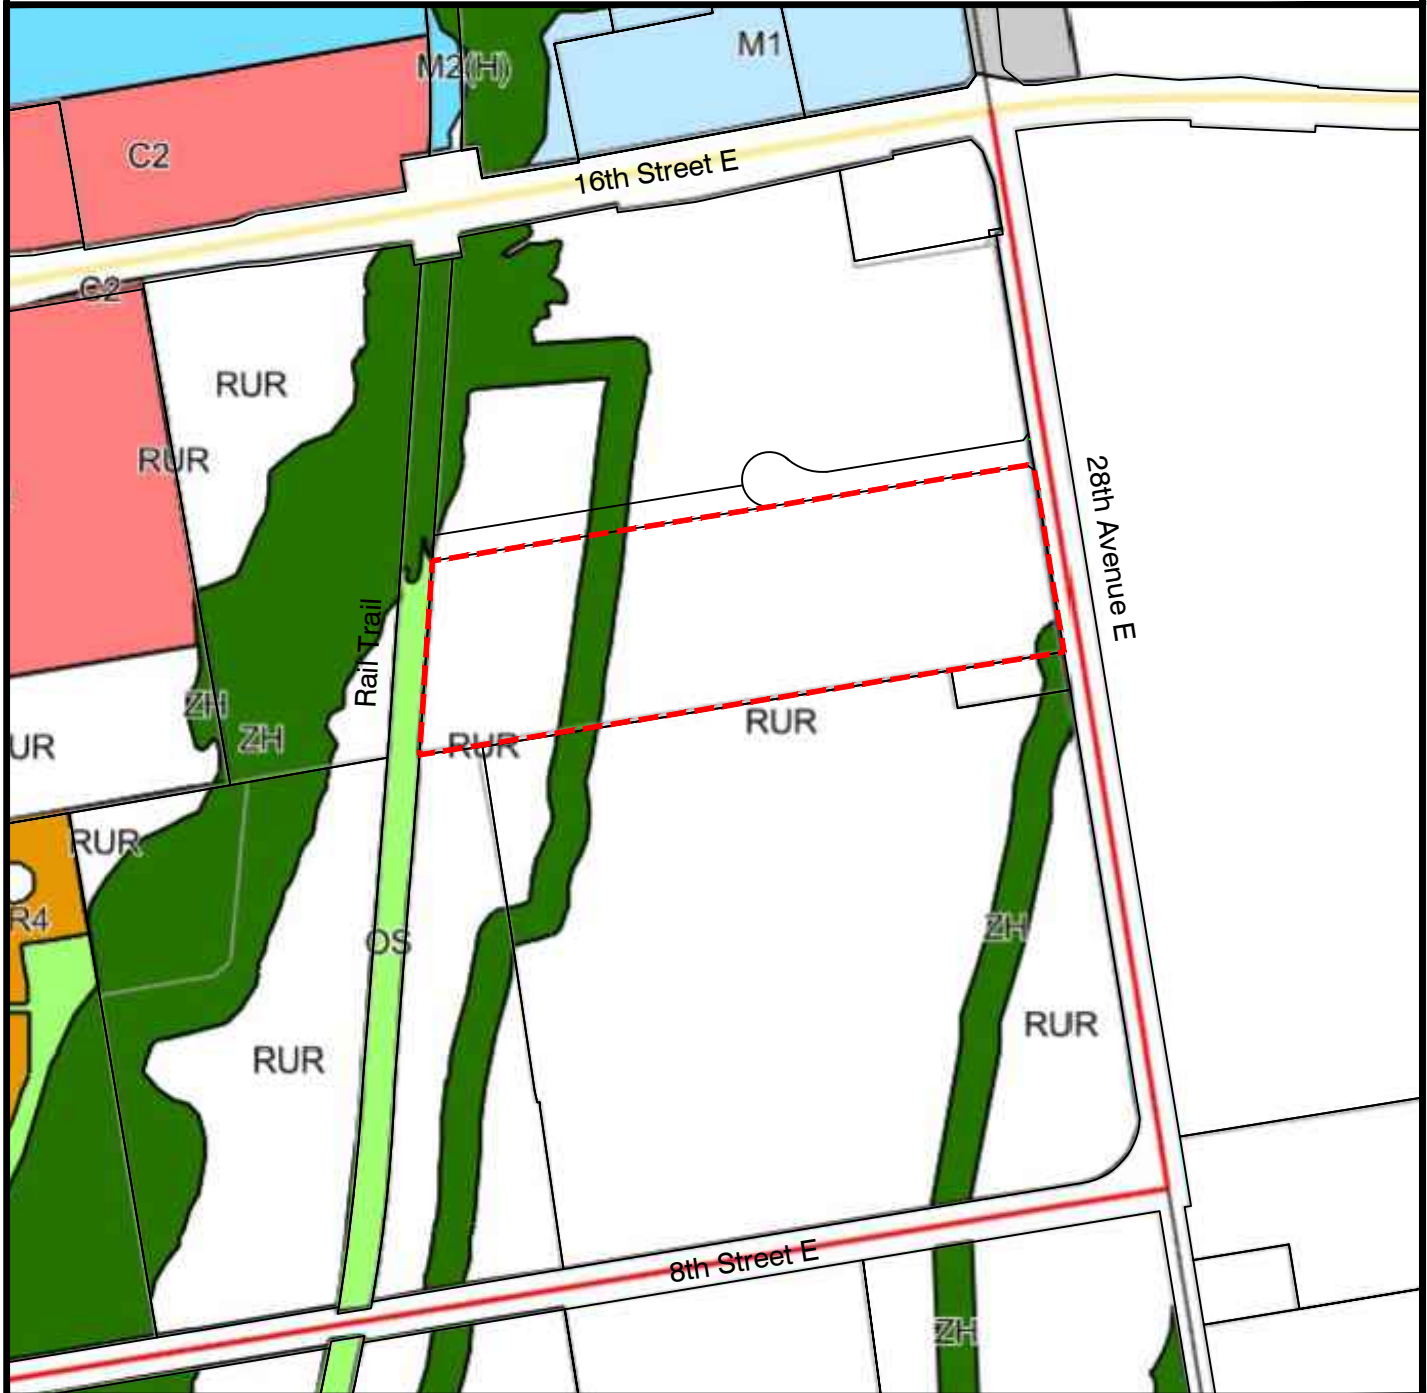 M1
M2(H)
C2
16th Street E
C2
RUR
RUR
28th Avenue E
Rail Trail
ZH
ZH
RUR
RUR
UR
RUR
R4
OS
ZH
RUR
RUR
8th Street E
ZH